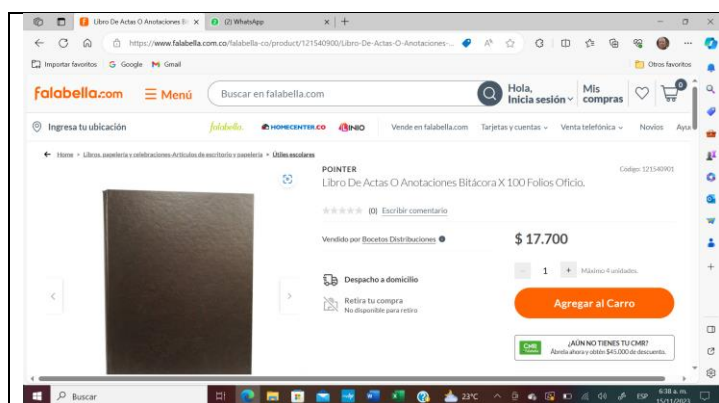 Libro De Actas O Anotaciones Bi
(2) WhatsApp
https://www.falabella.com.co/falabella-co/product/121540900/Libro-De-Actas-O-Anotaciones-...
Importar favoritos Google Gmail Otros favoritos
falabella.com Menú Buscar en falabella.com Hola, Inicia sesión Mis compras 0
Ingresa tu ubicación falabella. HOMECENTER.CO LINIO Vende en falabella.com Tarjetas y cuentas Venta telefónica Novios Ayu
Home Libros, papelería y celebraciones-Artículos de escritorio y papelería Útiles escolares
POINTER Código: 121540901
Libro De Actas O Anotaciones Bitácora X 100 Folios Oficio.
(0) Escribir comentario
Vendido por Bocetos Distribuciones $ 17.700
Despacho a domicilio − 1 + Máximo 4 unidades.
Retira tu compra
No disponible para retiro
Agregar al Carro
CMR ¿AÚN NO TIENES TU CMR?
Ábrela ahora y obtén $45.000 de descuento.
Buscar 23°C ESP 6:38 a. m.
15/11/2023